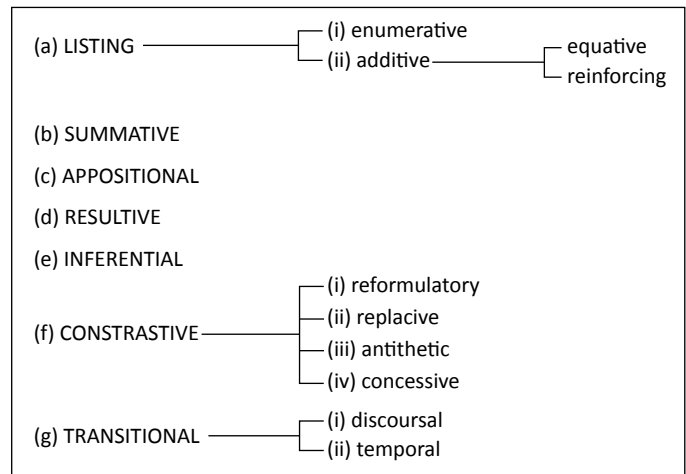 (a) LISTING
(i) enumerative
(ii) additive
equative
reinforcing
(b) SUMMATIVE
(c) APPOSITIONAL
(d) RESULTIVE
(e) INFERENTIAL
(f) CONSTRASTIVE
(i) reformulatory
(ii) replacive
(iii) antithetic
(iv) concessive
(g) TRANSITIONAL
(i) discoursal
(ii) temporal